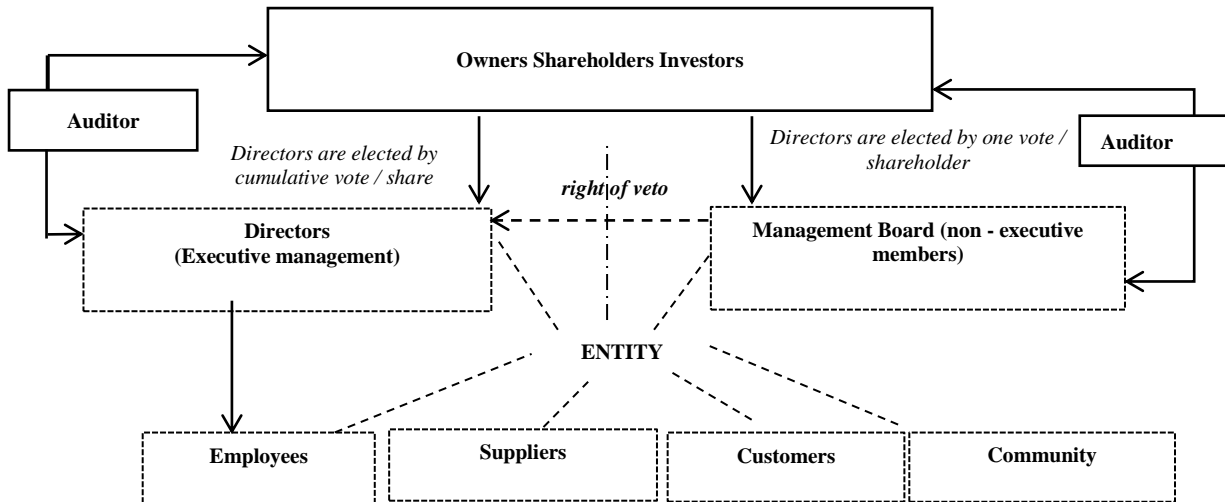 Owners Shareholders Investors
Auditor
Auditor
Directors are elected by
cumulative vote / share
Directors are elected by one vote /
shareholder
right of veto
Directors
(Executive management)
Management Board (non - executive
members)
ENTITY
Employees
Suppliers
Customers
Community